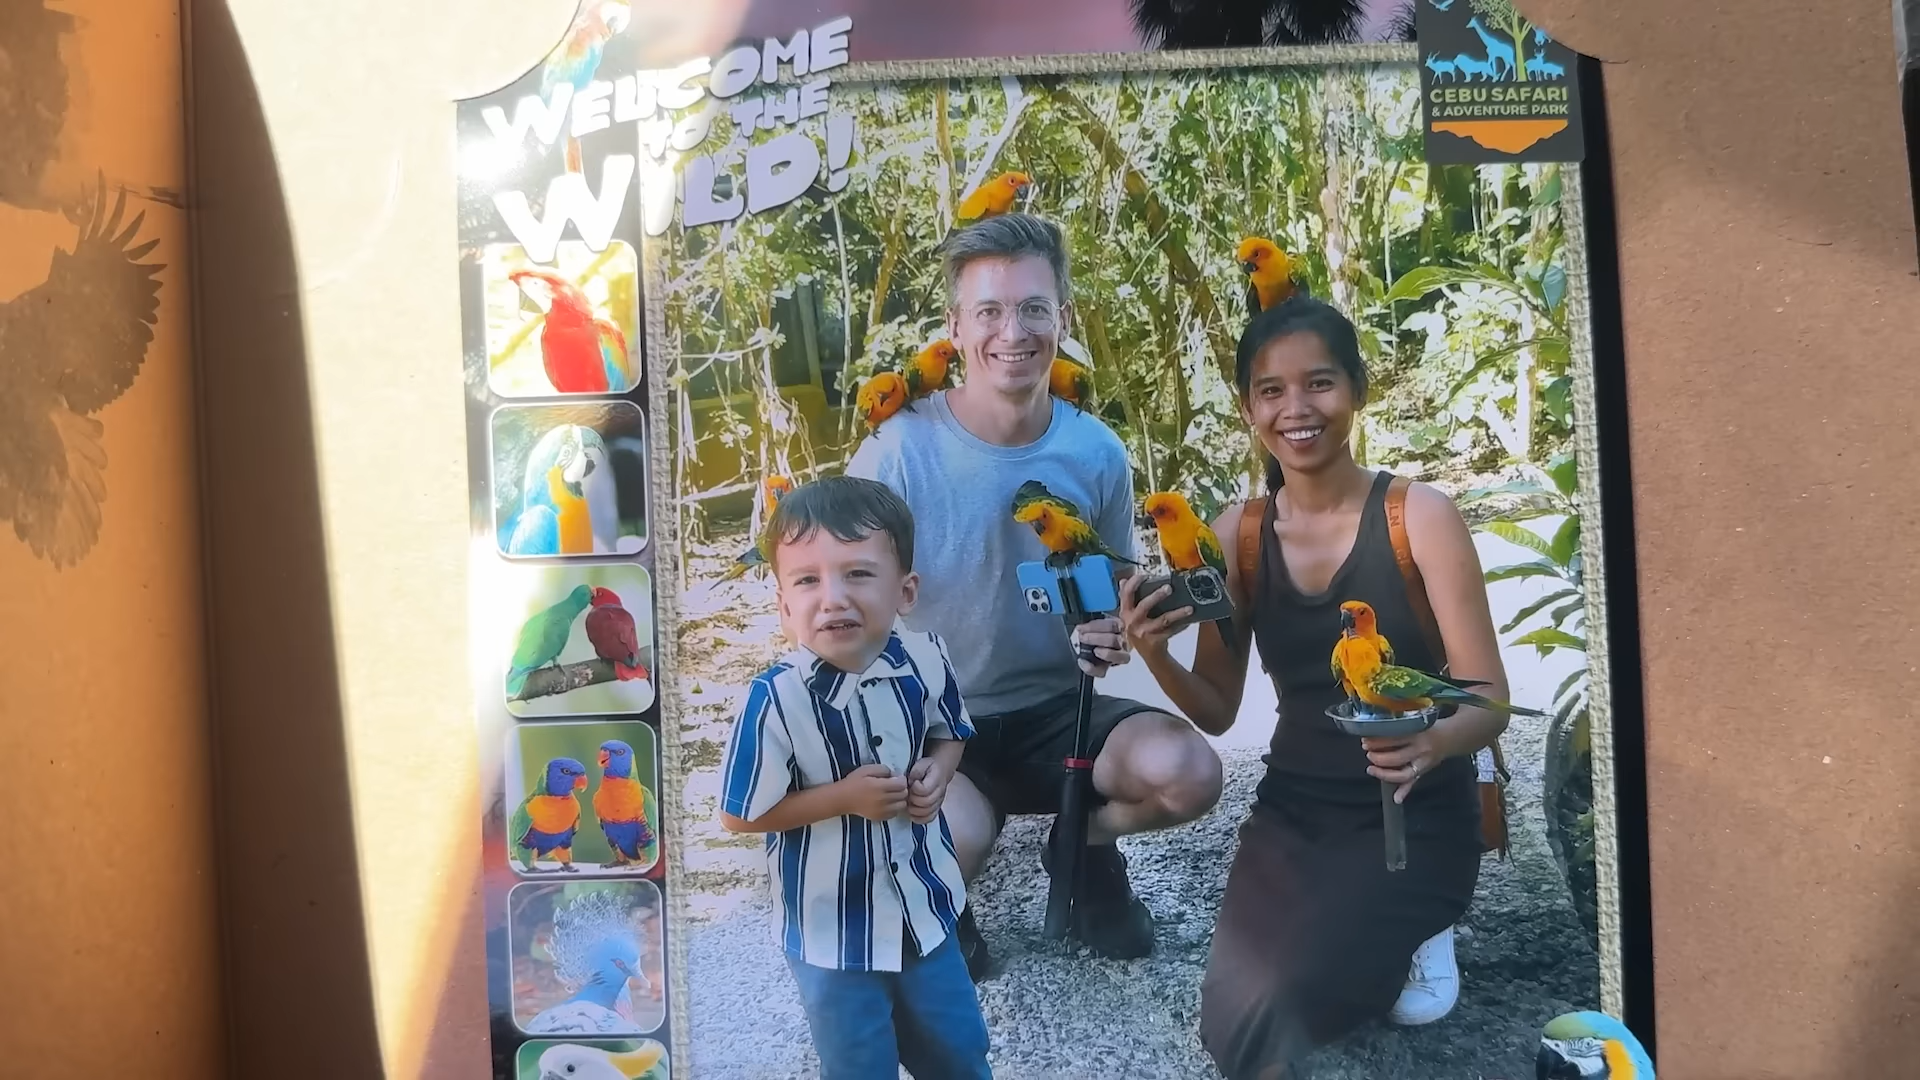 WELCOME
TO THE
WILD!
CEBU SAFARI
& ADVENTURE PARK